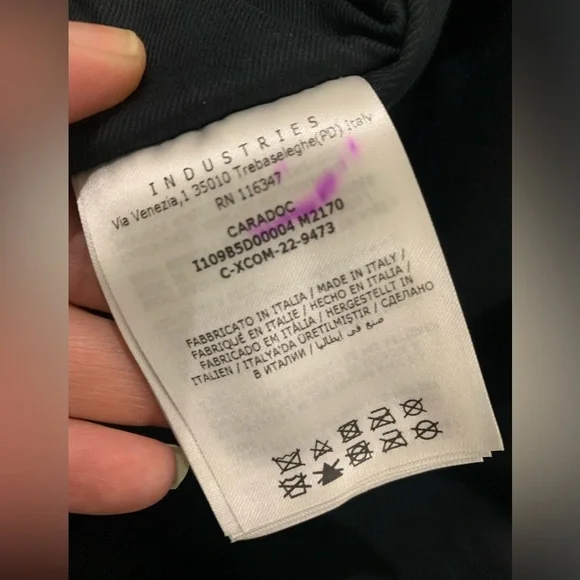 INDUSTRIES
Via Venezia,1 35010 Trebaseleghe(PD) Italy
RN 116347
CARADOC
I109B5D00004 M2170
C-XCOM-22-9473
FABBRICATO IN ITALIA / MADE IN ITALY /
FABRIQUÉ EN ITALIE / HECHO EN ITALIA /
FABRICADO EM ITÁLIA / HERGESTELLT IN
ITALIEN / ITALYA'DA ÜRETILMIŞTIR / СДЕЛАНО
В ИТАЛИИ / صنع في إيطاليا